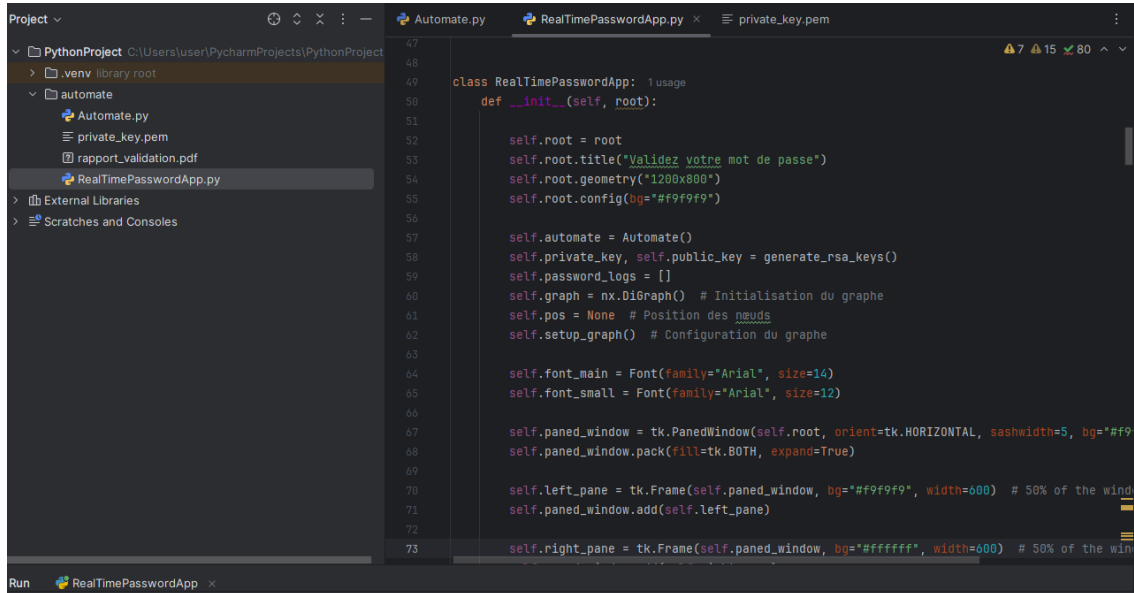 Project
PythonProject C:\Users\user\PycharmProjects\PythonProject
.venv library root
automate
Automate.py
private_key.pem
rapport_validation.pdf
RealTimePasswordApp.py
External Libraries
Scratches and Consoles
Automate.py RealTimePasswordApp.py private_key.pem
7 15 80
47
48
49 class RealTimePasswordApp: 1 usage
50 def __init__(self, root):
51
52 self.root = root
53 self.root.title("Validez votre mot de passe")
54 self.root.geometry("1200x800")
55 self.root.config(bg="#f9f9f9")
56
57 self.automate = Automate()
58 self.private_key, self.public_key = generate_rsa_keys()
59 self.password_logs = []
60 self.graph = nx.DiGraph() # Initialisation du graphe
61 self.pos = None # Position des nœuds
62 self.setup_graph() # Configuration du graphe
63
64 self.font_main = Font(family="Arial", size=14)
65 self.font_small = Font(family="Arial", size=12)
66
67 self.paned_window = tk.PanedWindow(self.root, orient=tk.HORIZONTAL, sashwidth=5, bg="#f9
68 self.paned_window.pack(fill=tk.BOTH, expand=True)
69
70 self.left_pane = tk.Frame(self.paned_window, bg="#f9f9f9", width=600) # 50% of the wind
71 self.paned_window.add(self.left_pane)
72
73 self.right_pane = tk.Frame(self.paned_window, bg="#ffffff", width=600) # 50% of the win
Run RealTimePasswordApp